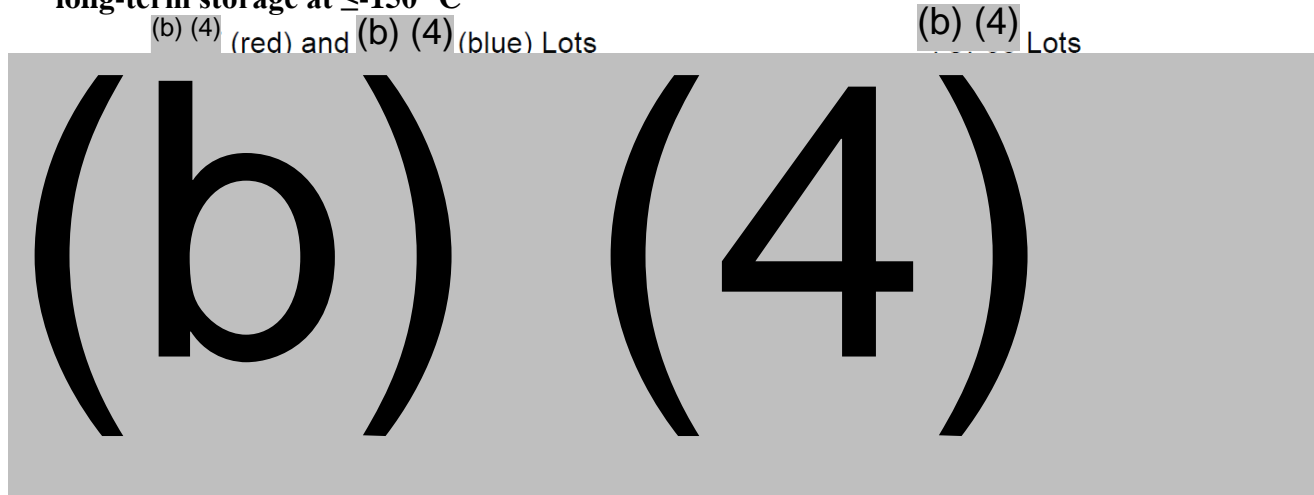 long-term storage at ≤-150 °C
(b) (4) (red) and (b) (4) (blue) Lots
(b) (4) Lots
(b) (4)